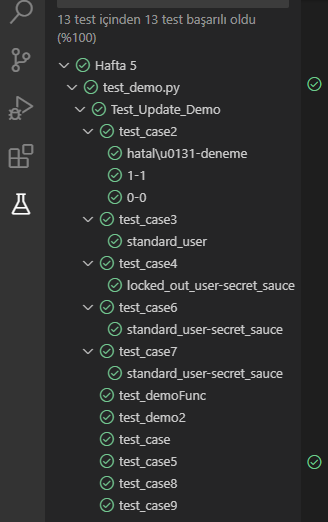 13 test içinden 13 test başarılı oldu
(%100)
Hafta 5
test_demo.py
Test_Update_Demo
test_case2
hatal\u0131-deneme
1-1
0-0
test_case3
standard_user
test_case4
locked_out_user-secret_sauce
test_case6
standard_user-secret_sauce
test_case7
standard_user-secret_sauce
test_demoFunc
test_demo2
test_case
test_case5
test_case8
test_case9